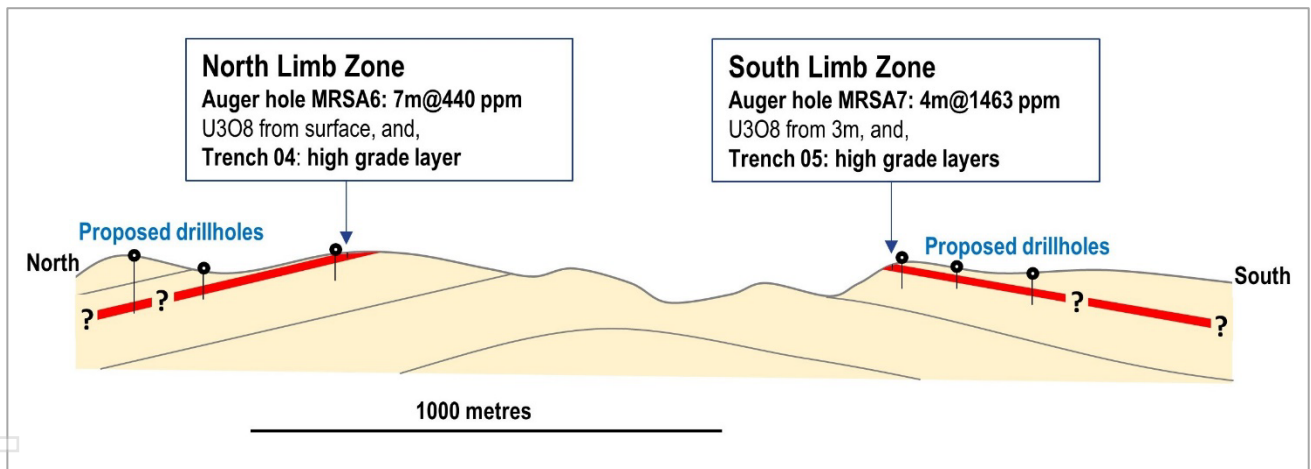 North Limb Zone
Auger hole MRSA6: 7m@440 ppm
U3O8 from surface, and,
Trench 04: high grade layer
South Limb Zone
Auger hole MRSA7: 4m@1463 ppm
U3O8 from 3m, and,
Trench 05: high grade layers
Proposed drillholes
Proposed drillholes
North
South
?
?
?
?
1000 metres